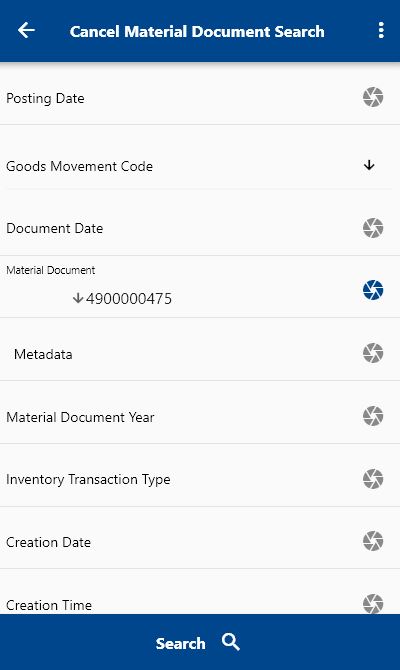 Cancel Material Document Search
Posting Date
Goods Movement Code
Document Date
Material Document
4900000475
Metadata
Material Document Year
Inventory Transaction Type
Creation Date
Creation Time
Search